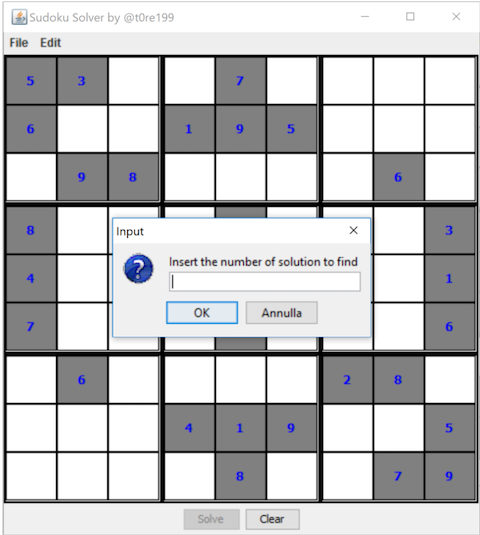 Sudoku Solver by @t0re199
File Edit
5 3 7
6 1 9 5
9 8 6
8 3
Input
Insert the number of solution to find
4 1
OK Annulla
7 6
6 2 8
4 1 9 5
8 7 9
Solve Clear